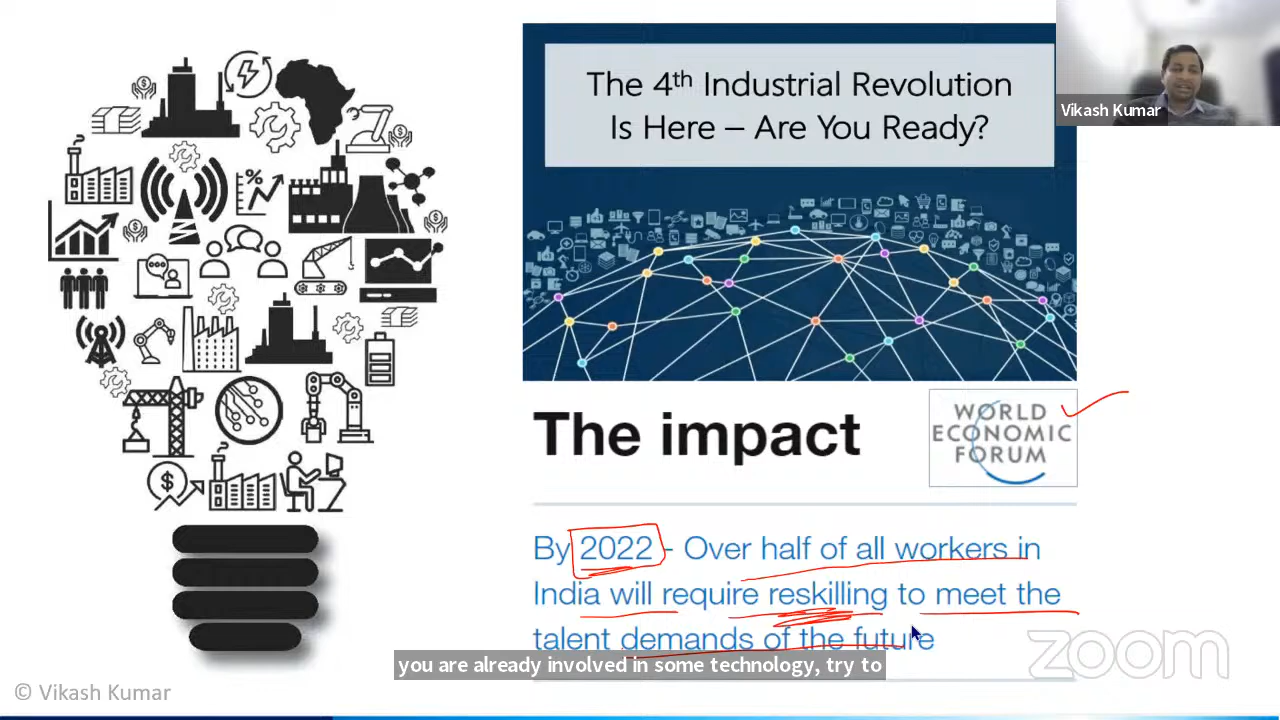 The 4th Industrial Revolution
Is Here – Are You Ready?
Vikash Kumar
%
$
The impact
WORLD
ECONOMIC
FORUM
By 2022 - Over half of all workers in
India will require reskilling to meet the
talent demands of the future
you are already involved in some technology, try to
zoom
© Vikash Kumar